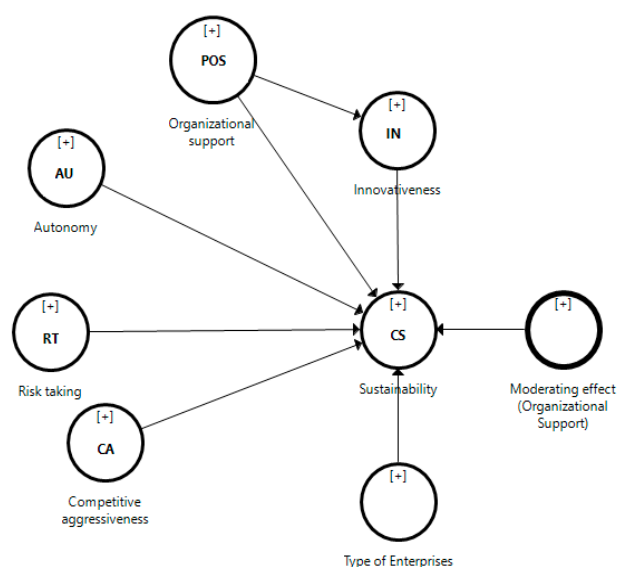 [+]
POS
Organizational
support
[+]
IN
Innovativeness
[+]
AU
Autonomy
[+]
RT
Risk taking
[+]
CS
Sustainability
[+]
Moderating effect
(Organizational
Support)
[+]
CA
Competitive
aggressiveness
[+]
Type of Enterprises